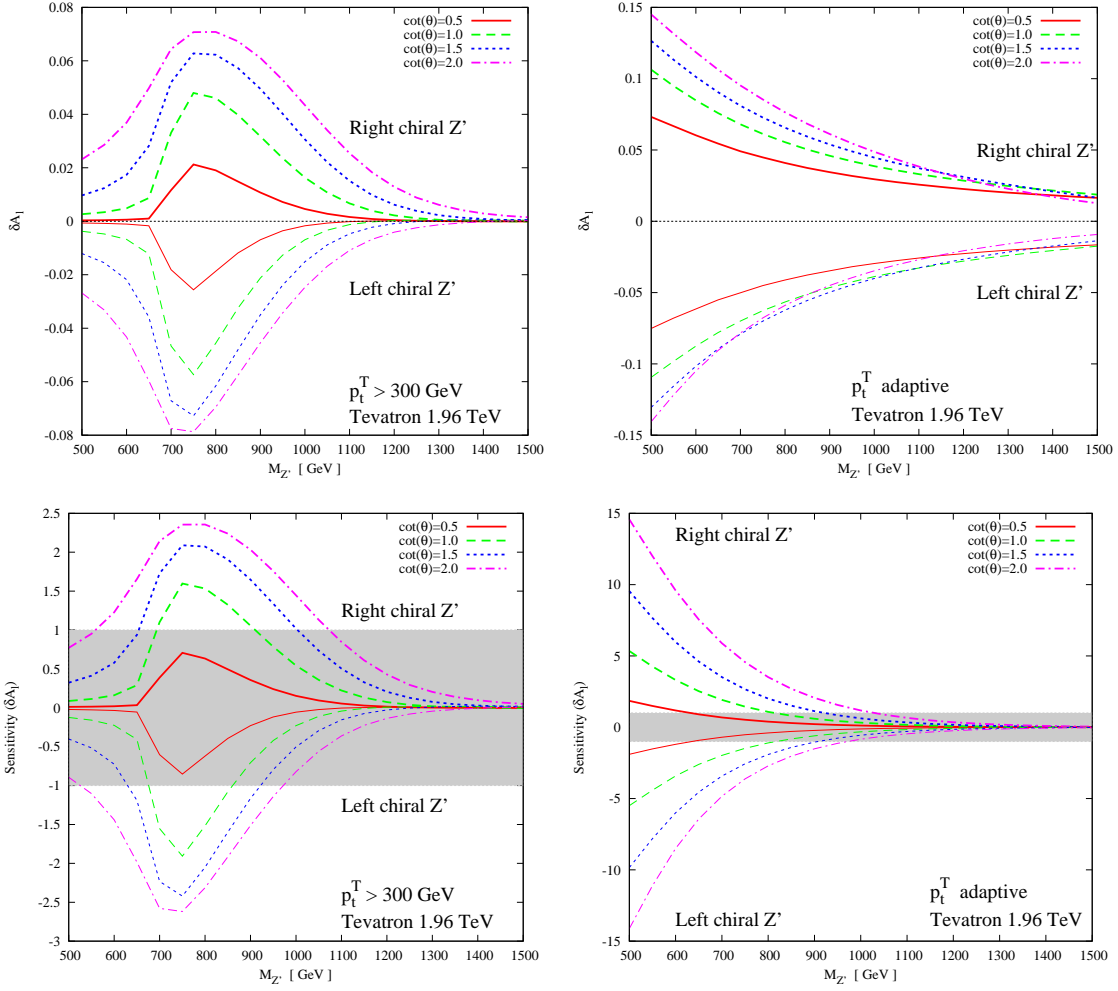 0.08
0.06
0.04
0.02
0
-0.02
-0.04
-0.06
-0.08
δA_l
500 600 700 800 900 1000 1100 1200 1300 1400 1500
M_Z' [ GeV ]
cot(θ)=0.5
cot(θ)=1.0
cot(θ)=1.5
cot(θ)=2.0
Right chiral Z'
Left chiral Z'
p_t^T > 300 GeV
Tevatron 1.96 TeV
0.15
0.1
0.05
0
-0.05
-0.1
-0.15
δA_l
500 600 700 800 900 1000 1100 1200 1300 1400 1500
M_Z' [ GeV ]
cot(θ)=0.5
cot(θ)=1.0
cot(θ)=1.5
cot(θ)=2.0
Right chiral Z'
Left chiral Z'
p_t^T adaptive
Tevatron 1.96 TeV
2.5
2
1.5
1
0.5
0
-0.5
-1
-1.5
-2
-2.5
-3
Sensitivity (δA_l)
500 600 700 800 900 1000 1100 1200 1300 1400 1500
M_Z' [ GeV ]
cot(θ)=0.5
cot(θ)=1.0
cot(θ)=1.5
cot(θ)=2.0
Right chiral Z'
Left chiral Z'
p_t^T > 300 GeV
Tevatron 1.96 TeV
15
10
5
0
-5
-10
-15
Sensitivity (δA_l)
500 600 700 800 900 1000 1100 1200 1300 1400 1500
M_Z' [ GeV ]
Right chiral Z'
cot(θ)=0.5
cot(θ)=1.0
cot(θ)=1.5
cot(θ)=2.0
p_t^T adaptive
Left chiral Z'
Tevatron 1.96 TeV